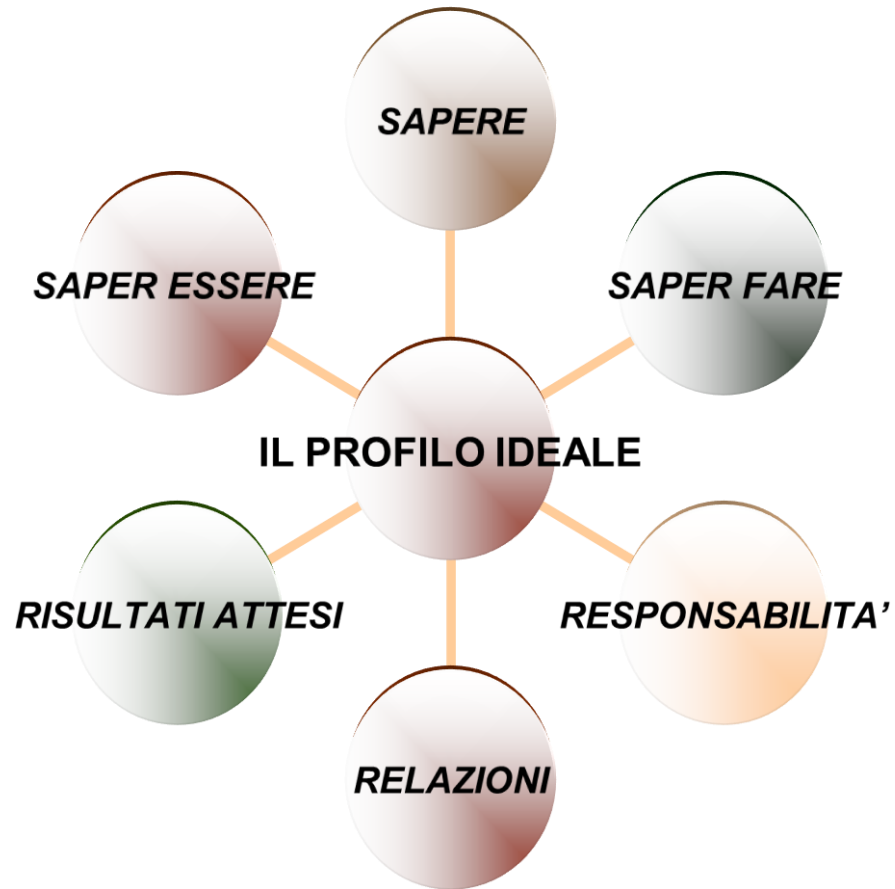 SAPERE
SAPER ESSERE
SAPER FARE
IL PROFILO IDEALE
RISULTATI ATTESI
RESPONSABILITA’
RELAZIONI